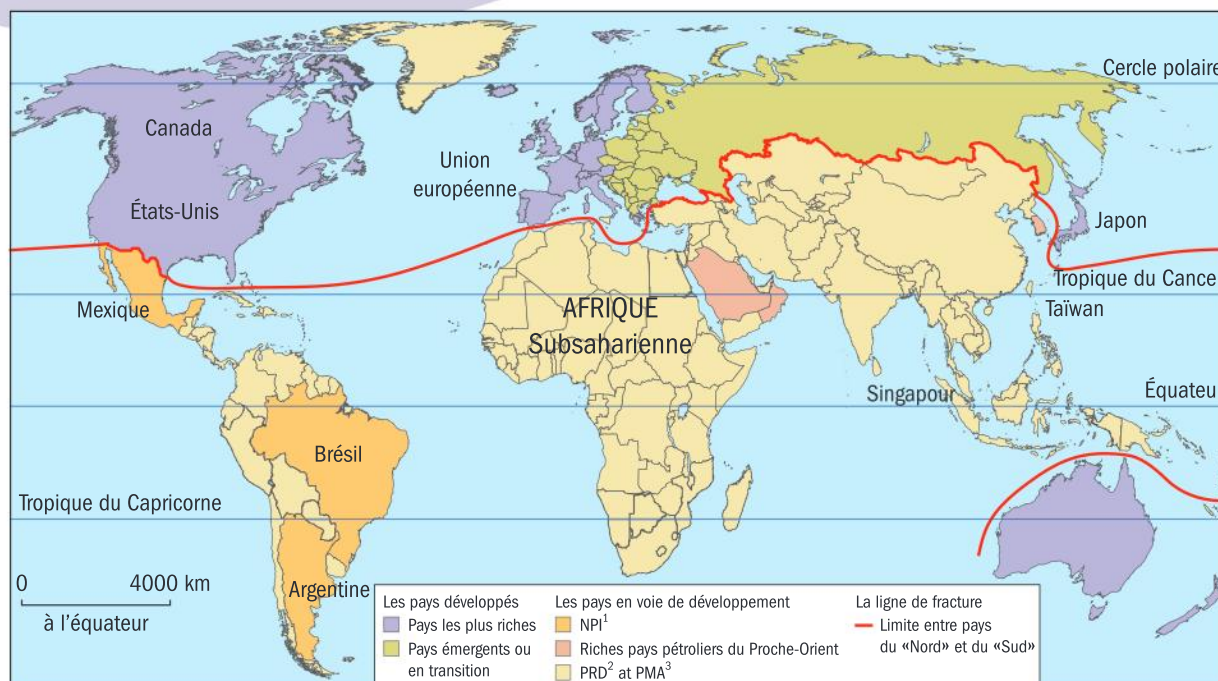 Cercle polaire
Canada
Union
européenne
États-Unis
Japon
Tropique du Cance
Mexique
AFRIQUE
Subsaharienne
Taïwan
Singapour
Équateu
Brésil
Tropique du Capricorne
Argentine
0 4000 km
à l'équateur
Les pays développés
Pays les plus riches
Pays émergents ou
en transition
Les pays en voie de développement
NPI¹
Riches pays pétroliers du Proche-Orient
PRD² at PMA³
La ligne de fracture
Limite entre pays
du «Nord» et du «Sud»